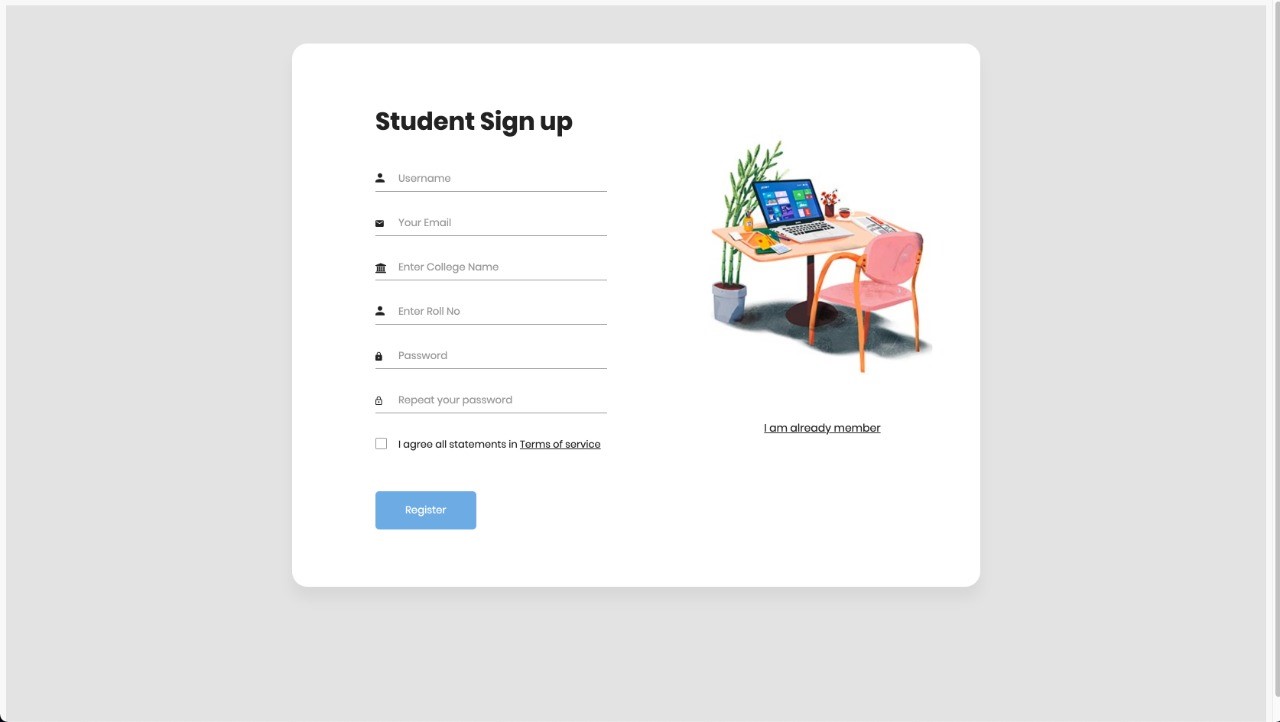 Student Sign up
Username
Your Email
Enter College Name
Enter Roll No
Password
Repeat your password
I agree all statements in Terms of service
Register
I am already member